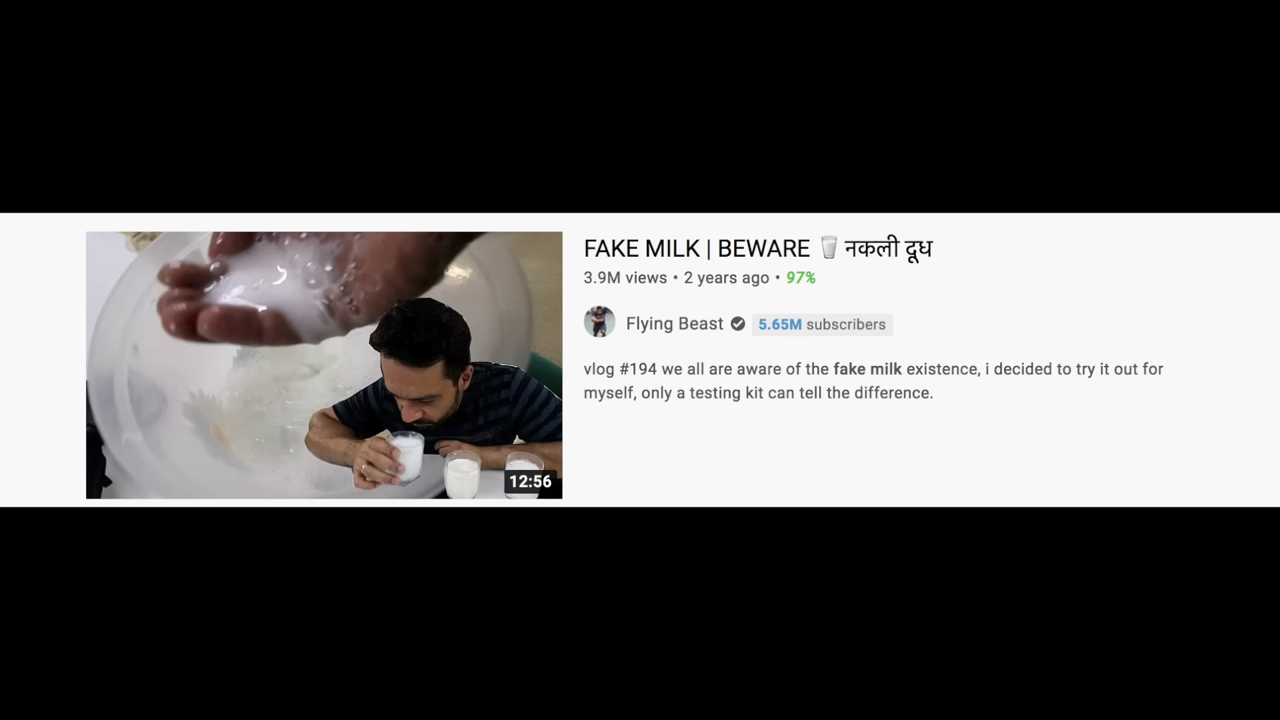 FAKE MILK | BEWARE 🥛 नकली दूध
3.9M views • 2 years ago • 97%
Flying Beast 5.65M subscribers
vlog #194 we all are aware of the fake milk existence, i decided to try it out for
myself, only a testing kit can tell the difference.
12:56